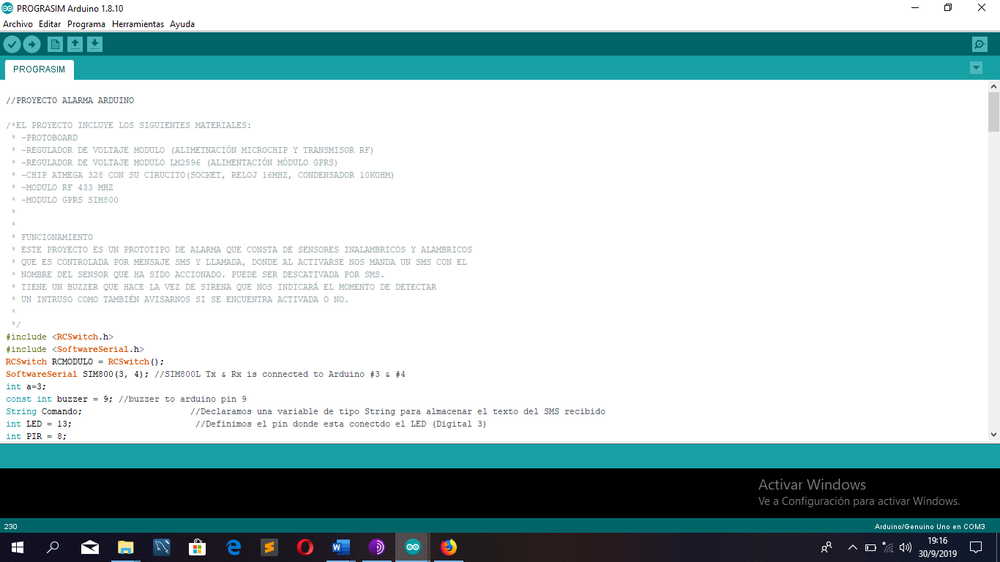 PROGRASIM Arduino 1.8.10
Archivo Editar Programa Herramientas Ayuda
PROGRASIM
//PROYECTO ALARMA ARDUINO
/*EL PROYECTO INCLUYE LOS SIGUIENTES MATERIALES:
* -PROTOBOARD
* -REGULADOR DE VOLTAJE MODULO (ALIMETNACIÓN MICROCHIP Y TRANSMISOR RF)
* -REGULADOR DE VOLTAJE MODULO LM2596 (ALIMENTACIÓN MÓDULO GPRS)
* -CHIP ATMEGA 328 CON SU CIRUCITO(SOCKET, RELOJ 16MHZ, CONDENSADOR 10KOHM)
* -MODULO RF 433 MHZ
* -MODULO GPRS SIM800
*
*
* FUNCIONAMIENTO
* ESTE PROYECTO ES UN PROTOTIPO DE ALARMA QUE CONSTA DE SENSORES INALAMBRICOS Y ALAMBRICOS
* QUE ES CONTROLADA POR MENSAJE SMS Y LLAMADA, DONDE AL ACTIVARSE NOS MANDA UN SMS CON EL
* NOMBRE DEL SENSOR QUE HA SIDO ACCIONADO. PUEDE SER DESCATIVADA POR SMS.
* TIENE UN BUZZER QUE HACE LA VEZ DE SIRENA QUE NOS INDICARÁ EL MOMENTO DE DETECTAR
* UN INTRUSO COMO TAMBIÉN AVISARNOS SI SE ENCUENTRA ACTIVADA O NO.
*
*/
#include <RCSwitch.h>
#include <SoftwareSerial.h>
RCSwitch RCMODULO = RCSwitch();
SoftwareSerial SIM800(3, 4); //SIM800L Tx & Rx is connected to Arduino #3 & #4
int a=3;
const int buzzer = 9; //buzzer to arduino pin 9
String Comando; //Declaramos una variable de tipo String para almacenar el texto del SMS recibido
int LED = 13; //Definimos el pin donde esta conectdo el LED (Digital 3)
int PIR = 8;
Activar Windows
Ve a Configuración para activar Windows.
230
Arduino/Genuino Uno en COM3
19:16
30/9/2019